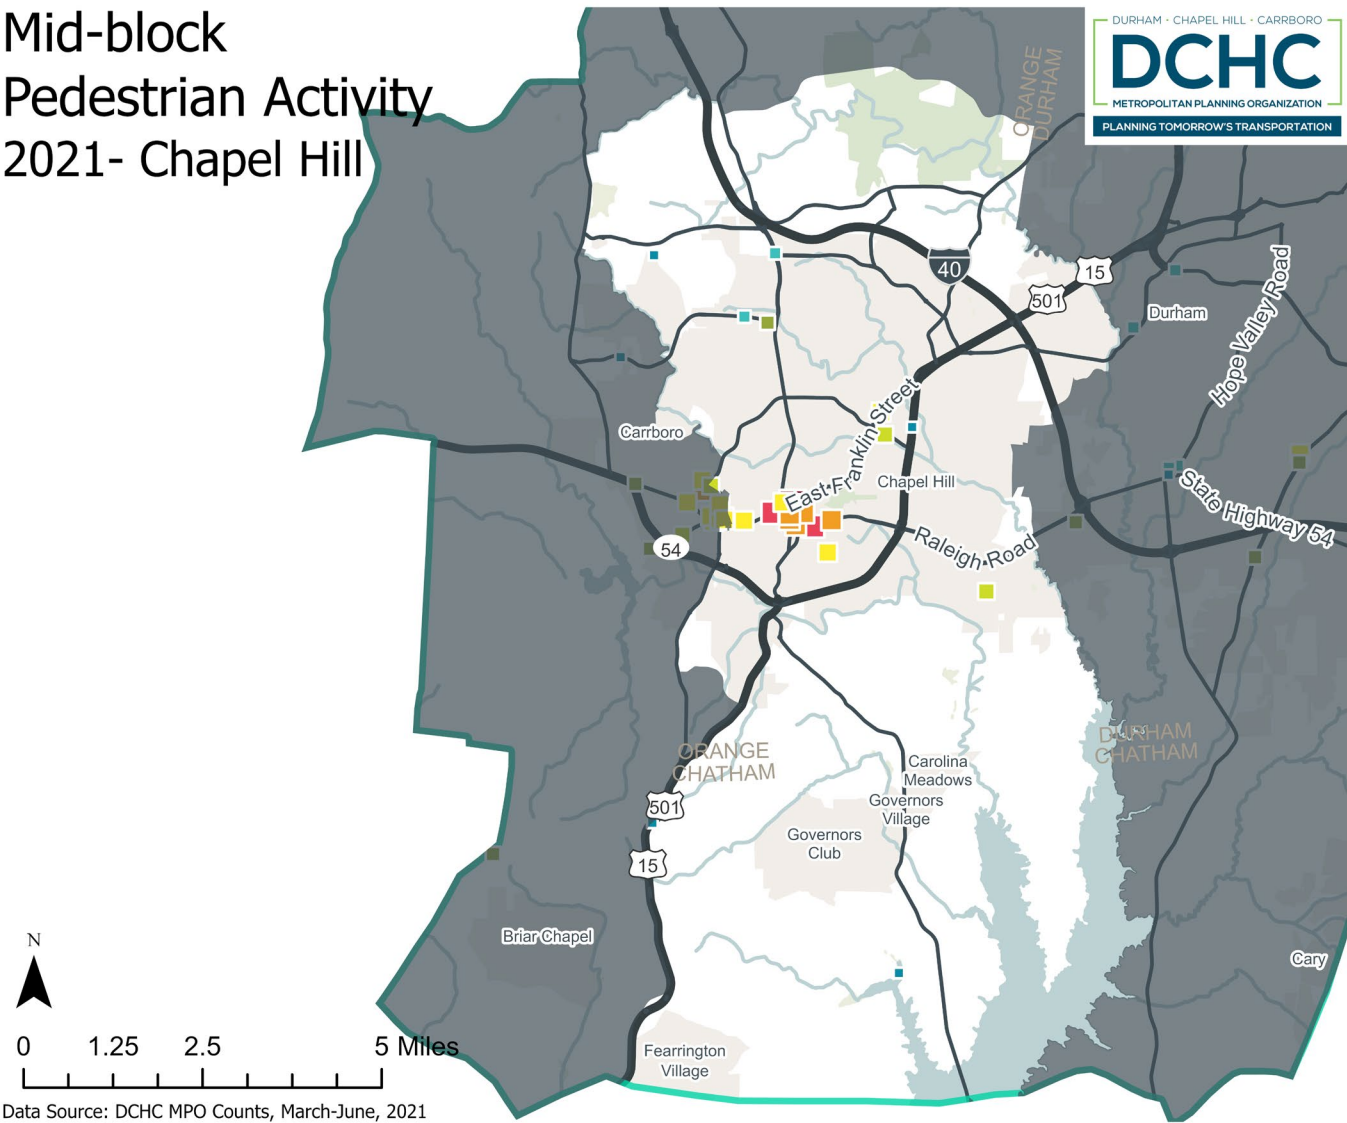 Mid-block
Pedestrian Activity
2021- Chapel Hill
DURHAM · CHAPEL HILL · CARRBORO
DCHC
METROPOLITAN PLANNING ORGANIZATION
PLANNING TOMORROW'S TRANSPORTATION
ORANGE
DURHAM
40
15
501
Durham
Hope Valley Road
Carrboro
East Franklin Street
Chapel Hill
State Highway 54
Raleigh Road
54
ORANGE
CHATHAM
DURHAM
CHATHAM
Carolina
Meadows
Governors
Village
501
Governors
Club
15
Briar Chapel
N
Cary
0 1.25 2.5 5 Miles
Fearrington
Village
Data Source: DCHC MPO Counts, March-June, 2021